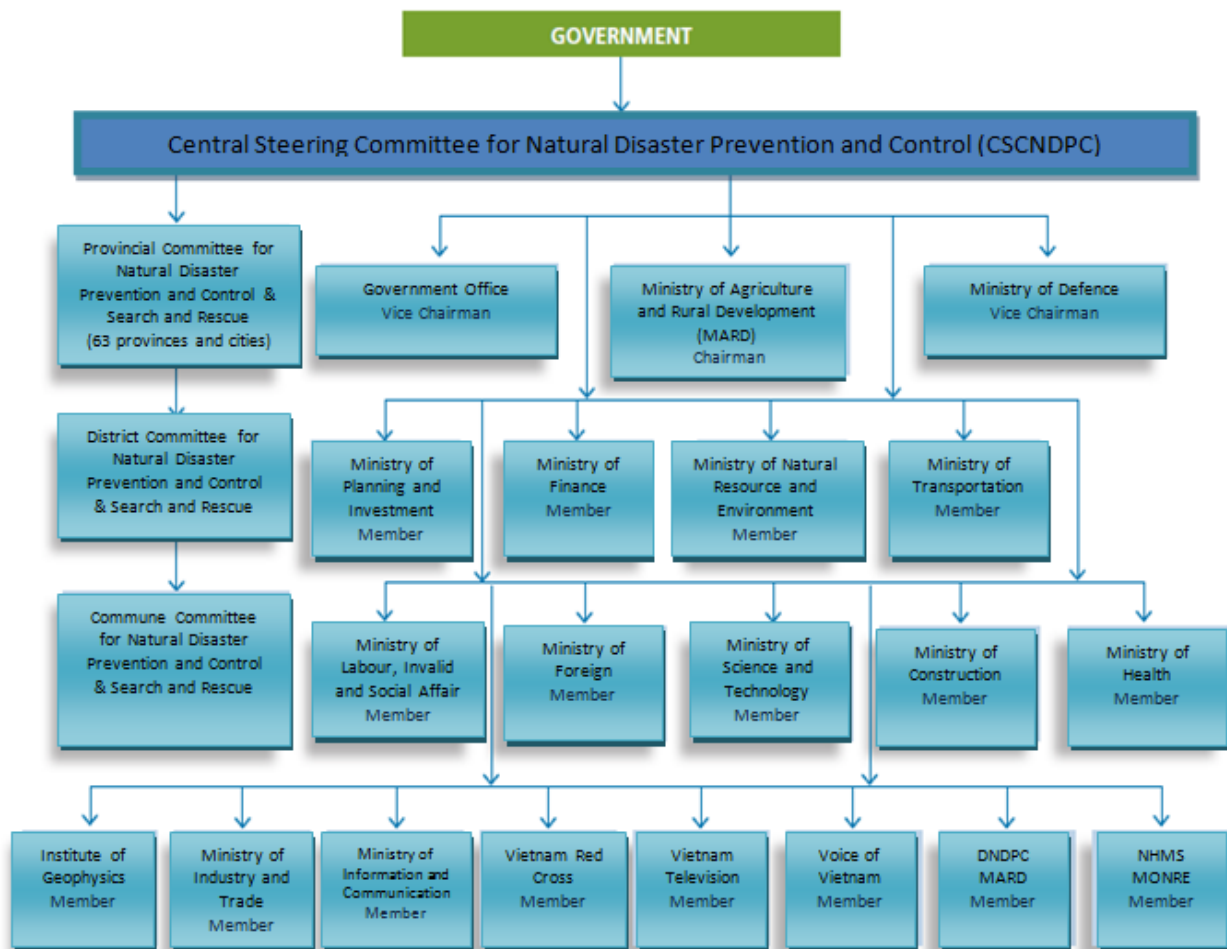 GOVERNMENT
Central Steering Committee for Natural Disaster Prevention and Control (CSCNDPC)
Provincial Committee for
Natural Disaster
Prevention and Control &
Search and Rescue
(63 provinces and cities)
Government Office
Vice Chairman
Ministry of Agriculture
and Rural Development
(MARD)
Chairman
Ministry of Defence
Vice Chairman
District Committee for
Natural Disaster
Prevention and Control
& Search and Rescue
Ministry of
Planning and
Investment
Member
Ministry of
Finance
Member
Ministry of Natural
Resource and
Environment
Member
Ministry of
Transportation
Member
Commune Committee
for Natural Disaster
Prevention and Control
& Search and Rescue
Ministry of
Labour, Invalid
and Social Affair
Member
Ministry of
Foreign
Member
Ministry of
Science and
Technology
Member
Ministry of
Construction
Member
Ministry of
Health
Member
Institute of
Geophysics
Member
Ministry of
Industry and
Trade
Member
Ministry of
Information and
Communication
Member
Vietnam Red
Cross
Member
Vietnam
Television
Member
Voice of
Vietnam
Member
DNDPC
MARD
Member
NHMS
MONRE
Member